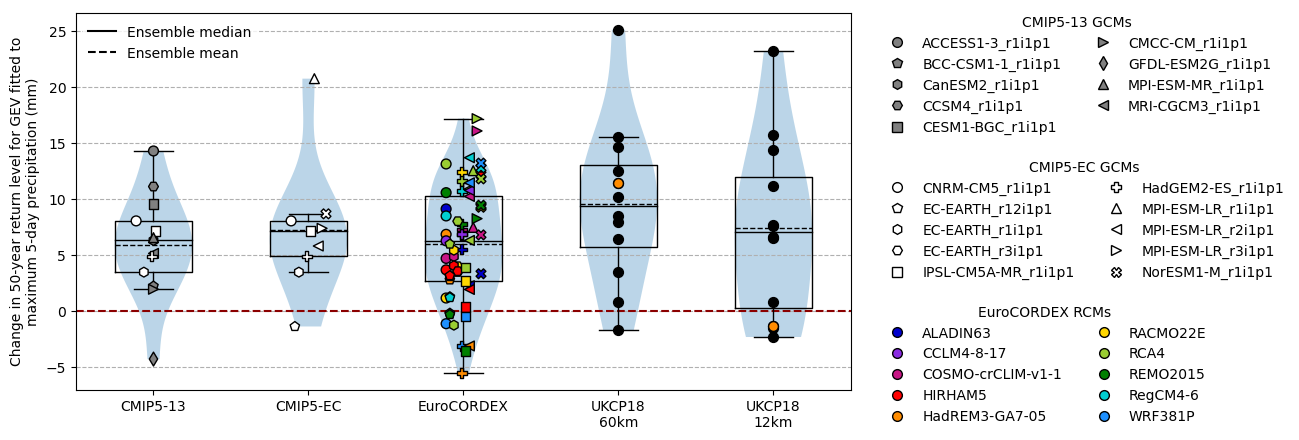 Change in 50-year return level for GEV fitted to
maximum 5-day precipitation (mm)
25
20
15
10
5
0
−5
Ensemble median
Ensemble mean
CMIP5-13
CMIP5-EC
EuroCORDEX
UKCP18
60km
UKCP18
12km
CMIP5-13 GCMs
ACCESS1-3_r1i1p1
BCC-CSM1-1_r1i1p1
CanESM2_r1i1p1
CCSM4_r1i1p1
CESM1-BGC_r1i1p1
CMCC-CM_r1i1p1
GFDL-ESM2G_r1i1p1
MPI-ESM-MR_r1i1p1
MRI-CGCM3_r1i1p1
CMIP5-EC GCMs
CNRM-CM5_r1i1p1
EC-EARTH_r12i1p1
EC-EARTH_r1i1p1
EC-EARTH_r3i1p1
IPSL-CM5A-MR_r1i1p1
HadGEM2-ES_r1i1p1
MPI-ESM-LR_r1i1p1
MPI-ESM-LR_r2i1p1
MPI-ESM-LR_r3i1p1
NorESM1-M_r1i1p1
EuroCORDEX RCMs
ALADIN63
CCLM4-8-17
COSMO-crCLIM-v1-1
HIRHAM5
HadREM3-GA7-05
RACMO22E
RCA4
REMO2015
RegCM4-6
WRF381P